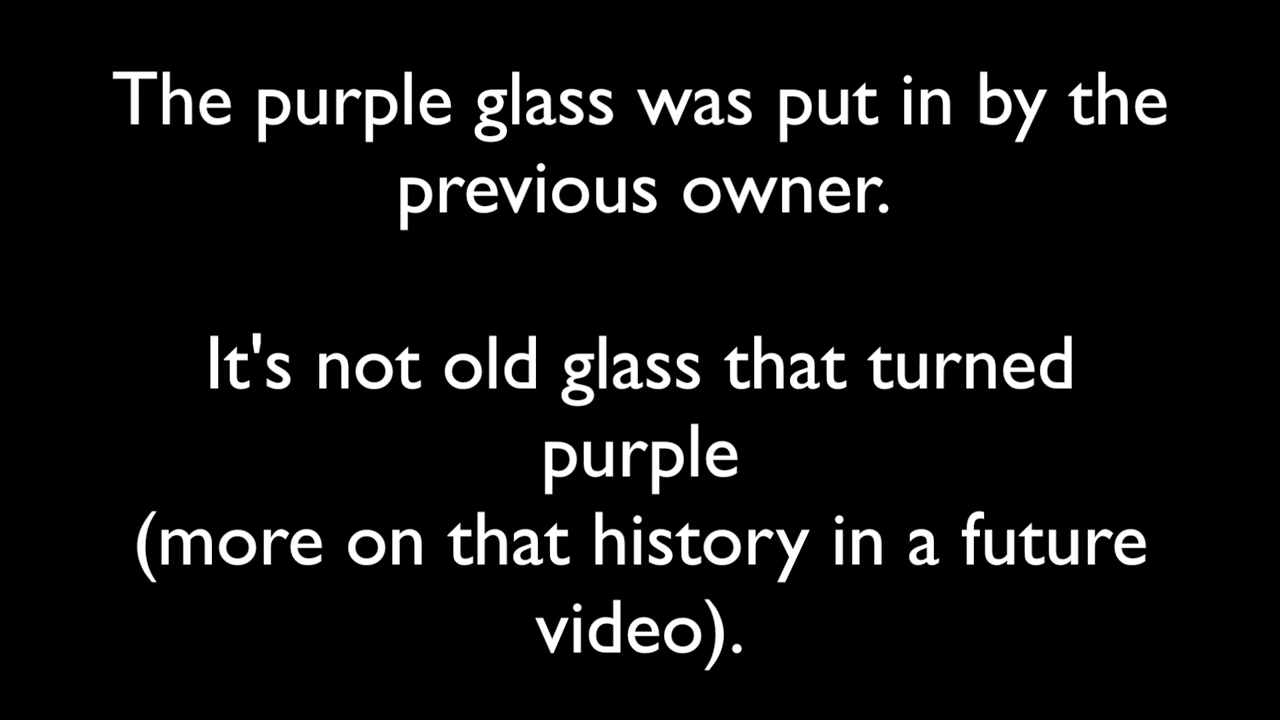 The purple glass was put in by the
previous owner.
It's not old glass that turned
purple
(more on that history in a future
video).